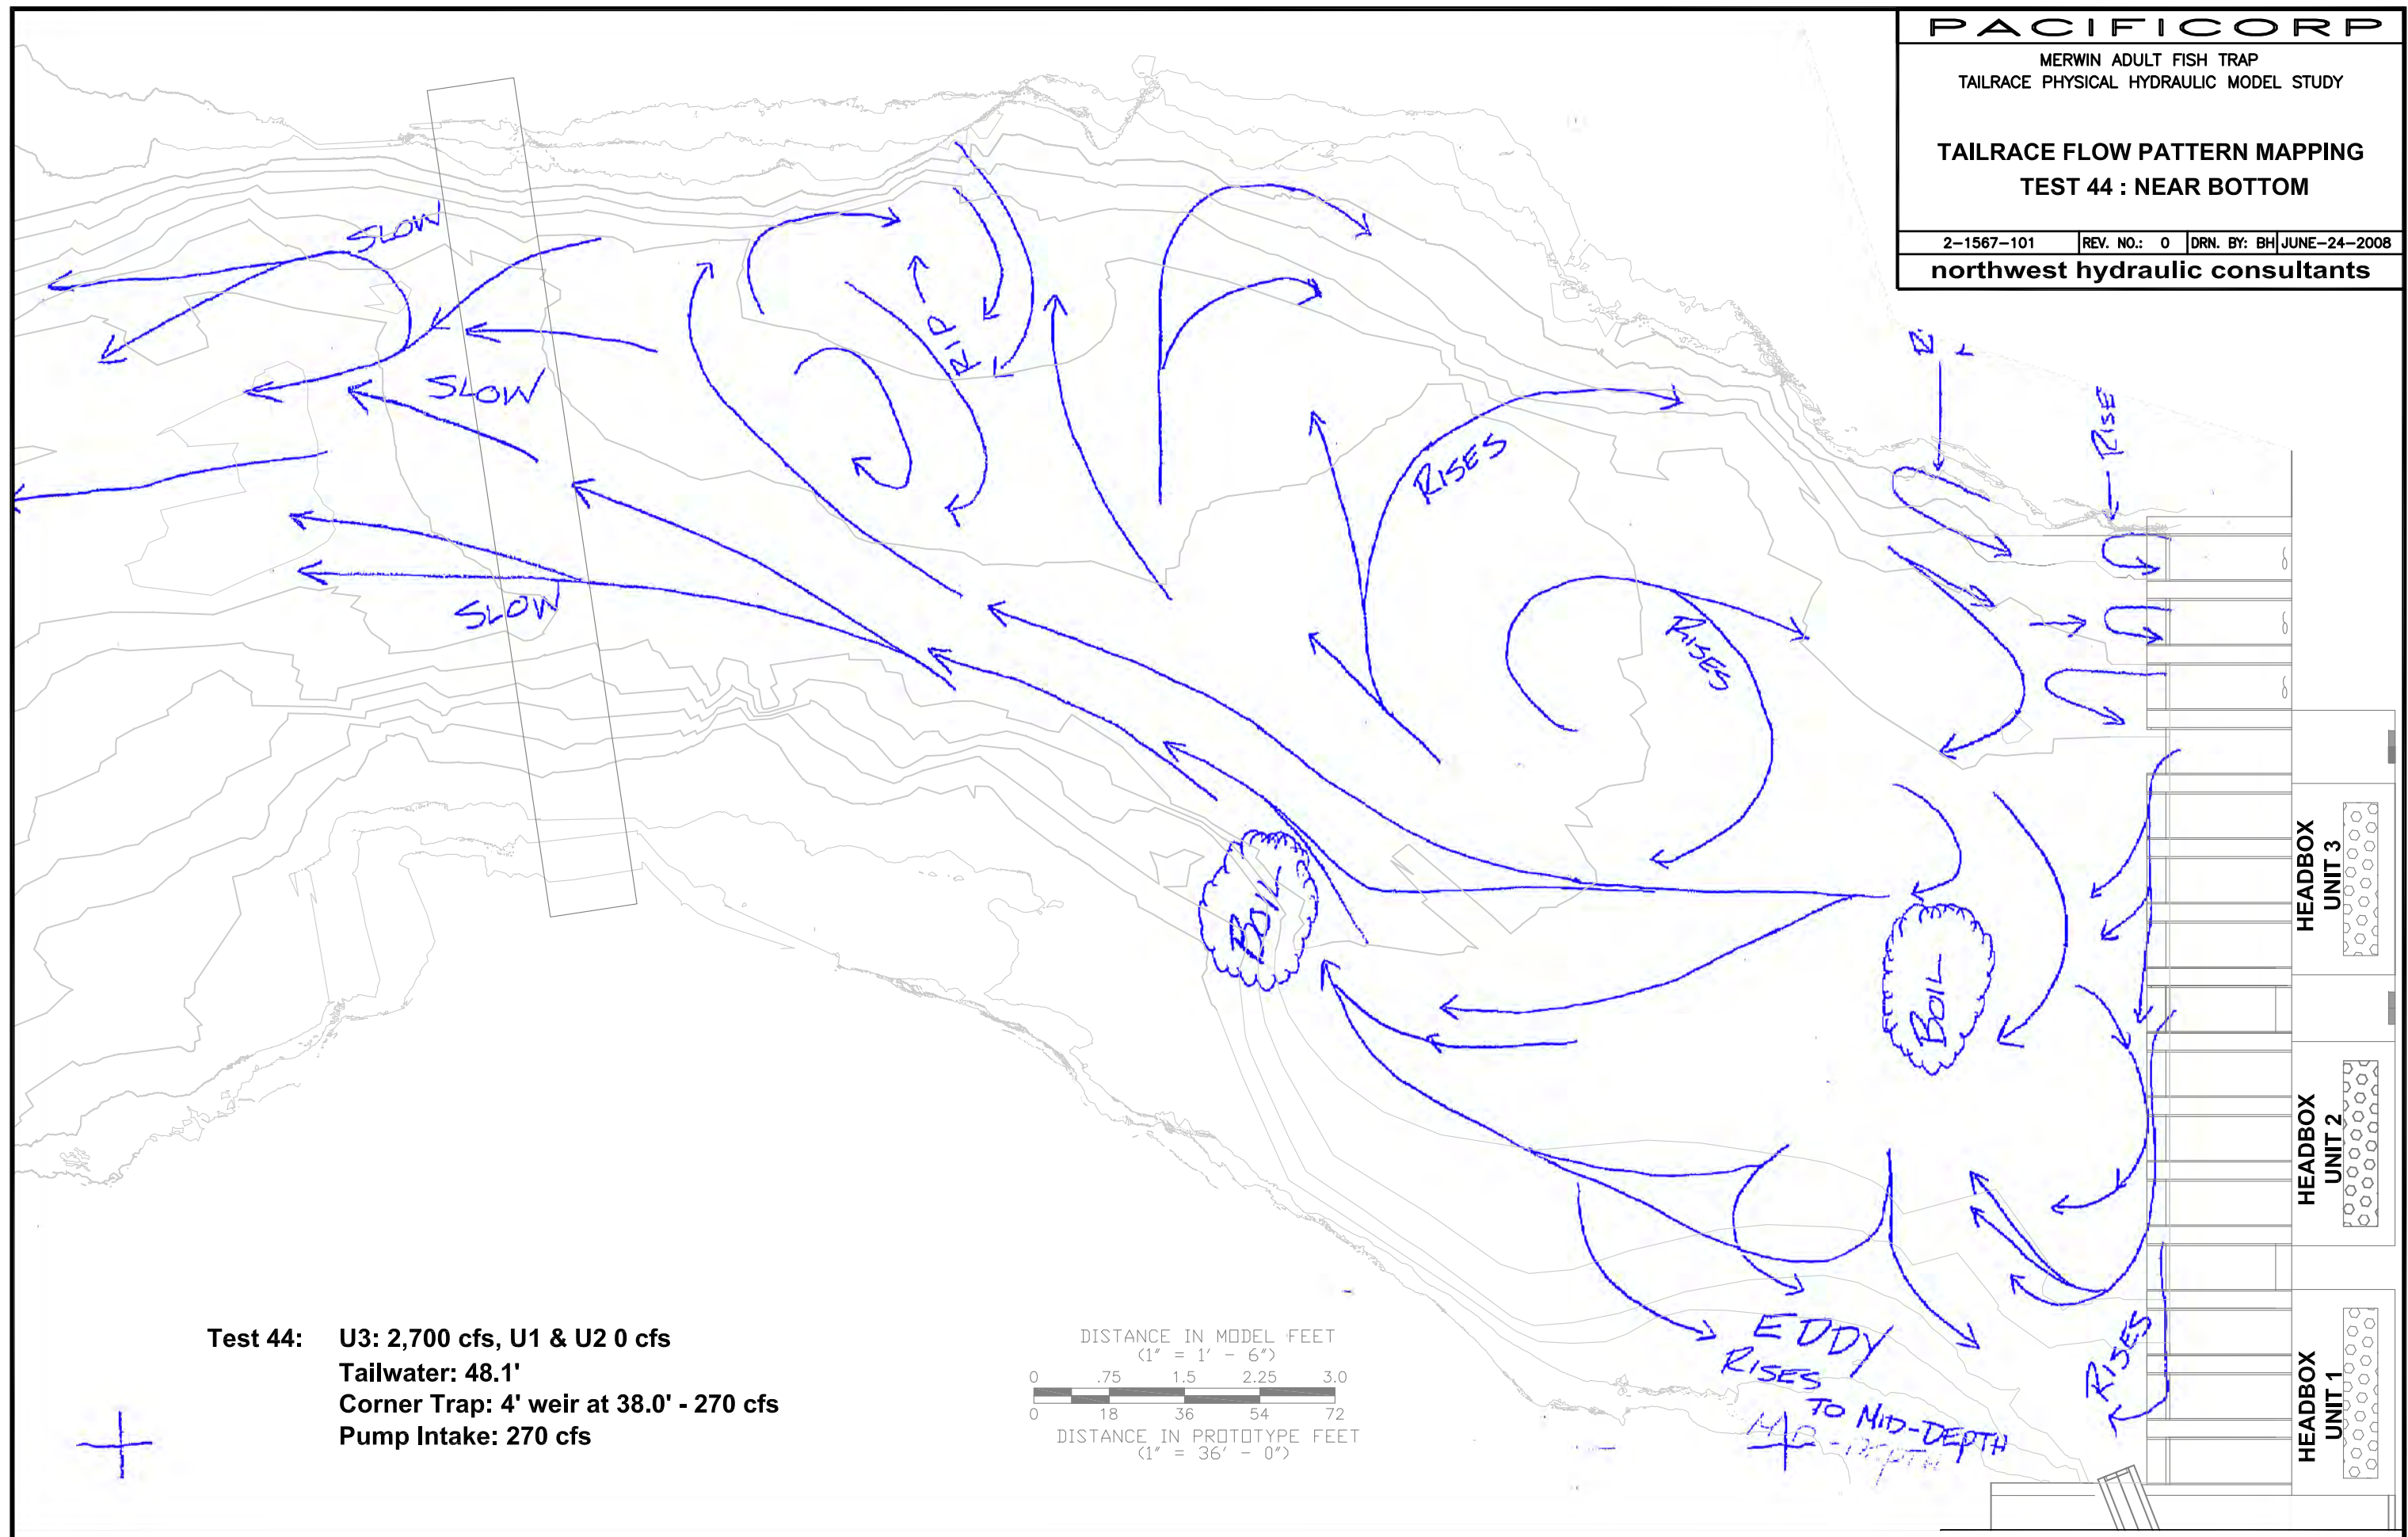 PACIFICORP
MERWIN ADULT FISH TRAP
TAILRACE PHYSICAL HYDRAULIC MODEL STUDY
TAILRACE FLOW PATTERN MAPPING
TEST 44 : NEAR BOTTOM
2-1567-101 REV. NO.: 0 DRN. BY: BH JUNE-24-2008
northwest hydraulic consultants
SLOW
RIP
SLOW
RISE
RISES
SLOW
RISES
HEADBOX
UNIT 3
BOIL
BOIL
HEADBOX
UNIT 2
EDDY
RISES
TO MID-DEPTH
RISES
HEADBOX
UNIT 1
Test 44: U3: 2,700 cfs, U1 & U2 0 cfs
Tailwater: 48.1'
Corner Trap: 4' weir at 38.0' - 270 cfs
Pump Intake: 270 cfs
DISTANCE IN MODEL FEET
(1" = 1' - 6")
0 .75 1.5 2.25 3.0
0 18 36 54 72
DISTANCE IN PROTOTYPE FEET
(1" = 36' - 0")